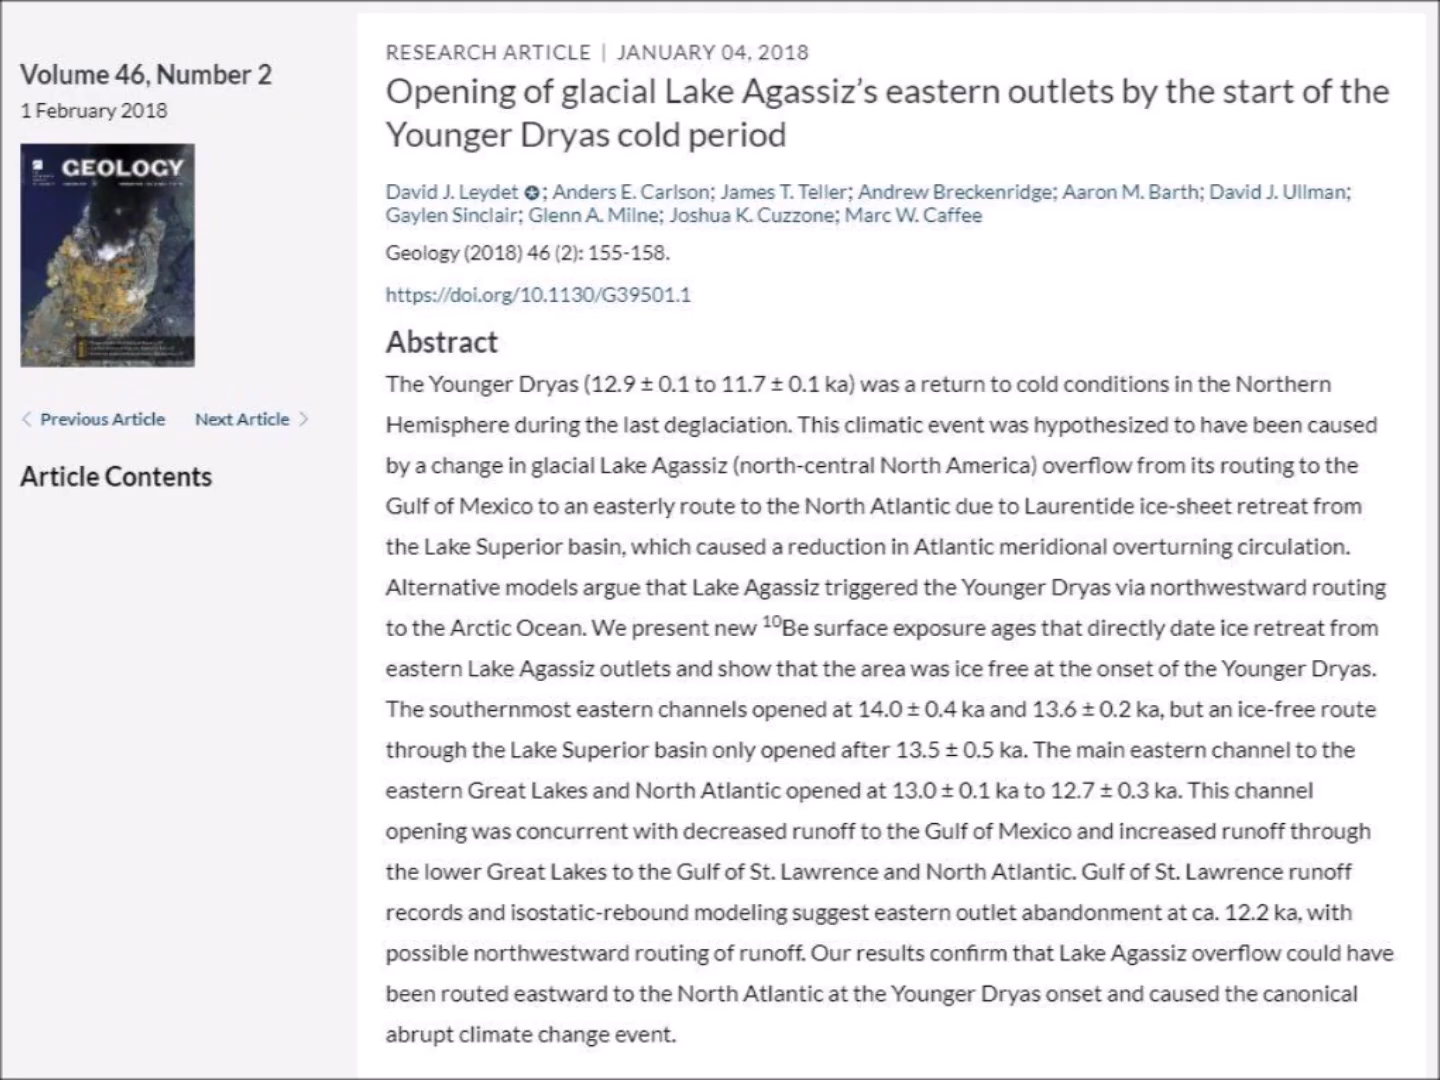 Volume 46, Number 2
1 February 2018
GEOLOGY
Previous Article Next Article
Article Contents
RESEARCH ARTICLE | JANUARY 04, 2018
Opening of glacial Lake Agassiz’s eastern outlets by the start of the
Younger Dryas cold period
David J. Leydet; Anders E. Carlson; James T. Teller; Andrew Breckenridge; Aaron M. Barth; David J. Ullman;
Gaylen Sinclair; Glenn A. Milne; Joshua K. Cuzzone; Marc W. Caffee
Geology (2018) 46 (2): 155-158.
https://doi.org/10.1130/G39501.1
Abstract
The Younger Dryas (12.9 ± 0.1 to 11.7 ± 0.1 ka) was a return to cold conditions in the Northern
Hemisphere during the last deglaciation. This climatic event was hypothesized to have been caused
by a change in glacial Lake Agassiz (north-central North America) overflow from its routing to the
Gulf of Mexico to an easterly route to the North Atlantic due to Laurentide ice-sheet retreat from
the Lake Superior basin, which caused a reduction in Atlantic meridional overturning circulation.
Alternative models argue that Lake Agassiz triggered the Younger Dryas via northwestward routing
to the Arctic Ocean. We present new ¹⁰Be surface exposure ages that directly date ice retreat from
eastern Lake Agassiz outlets and show that the area was ice free at the onset of the Younger Dryas.
The southernmost eastern channels opened at 14.0 ± 0.4 ka and 13.6 ± 0.2 ka, but an ice-free route
through the Lake Superior basin only opened after 13.5 ± 0.5 ka. The main eastern channel to the
eastern Great Lakes and North Atlantic opened at 13.0 ± 0.1 ka to 12.7 ± 0.3 ka. This channel
opening was concurrent with decreased runoff to the Gulf of Mexico and increased runoff through
the lower Great Lakes to the Gulf of St. Lawrence and North Atlantic. Gulf of St. Lawrence runoff
records and isostatic-rebound modeling suggest eastern outlet abandonment at ca. 12.2 ka, with
possible northwestward routing of runoff. Our results confirm that Lake Agassiz overflow could have
been routed eastward to the North Atlantic at the Younger Dryas onset and caused the canonical
abrupt climate change event.